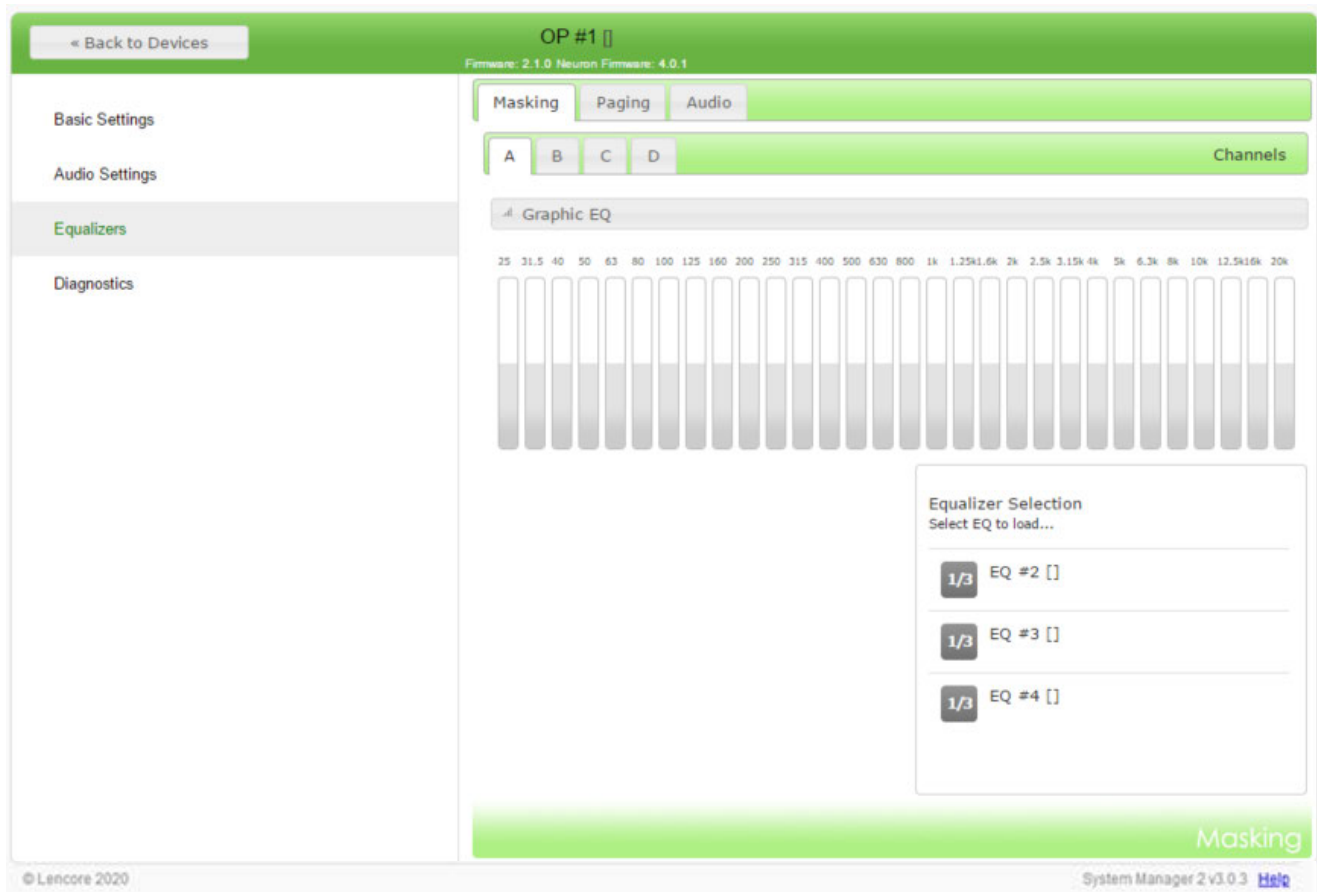 « Back to Devices
OP #1 []
Firmware: 2.1.0 Neuron Firmware: 4.0.1
Basic Settings
Audio Settings
Equalizers
Diagnostics
Masking Paging Audio
A B C D Channels
Graphic EQ
25 31.5 40 50 63 80 100 125 160 200 250 315 400 500 630 800 1k 1.25k 1.6k 2k 2.5k 3.15k 4k 5k 6.3k 8k 10k 12.5k 16k 20k
Equalizer Selection
Select EQ to load...
1/3 EQ #2 []
1/3 EQ #3 []
1/3 EQ #4 []
Masking
© Lencore 2020
System Manager 2 v3.0.3 Help